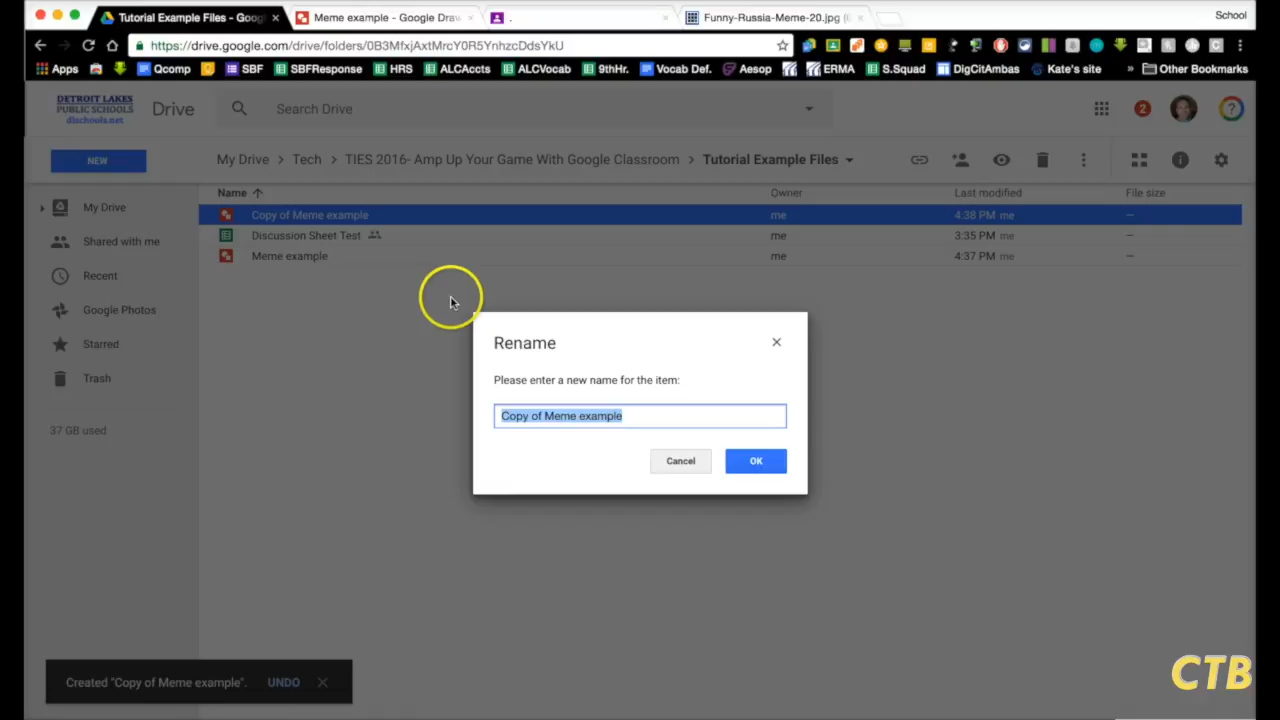 Tutorial Example Files - Goog
Meme example - Google Draw
.
Funny-Russia-Meme-20.jpg (
School
https://drive.google.com/drive/folders/0B3MfxjAxtMrcY0R5YnhzcDdsYkU
Apps
Qcomp
SBF
SBFResponse
HRS
ALCAccts
ALCVocab
9thHr.
Vocab Def.
Aesop
ERMA
S.Squad
DigCitAmbas
Kate's site
»
Other Bookmarks
DETROIT LAKES
PUBLIC SCHOOLS
dlschools.net
Drive
Search Drive
2
?
NEW
My Drive > Tech > TIES 2016- Amp Up Your Game With Google Classroom > Tutorial Example Files
Name
Owner
Last modified
File size
My Drive
Shared with me
Recent
Google Photos
Starred
Trash
37 GB used
Copy of Meme example me 4:38 PM me –
Discussion Sheet Test me 3:35 PM me –
Meme example me 4:37 PM me –
Rename
Please enter a new name for the item:
Copy of Meme example
Cancel
OK
Created "Copy of Meme example". UNDO
CTB